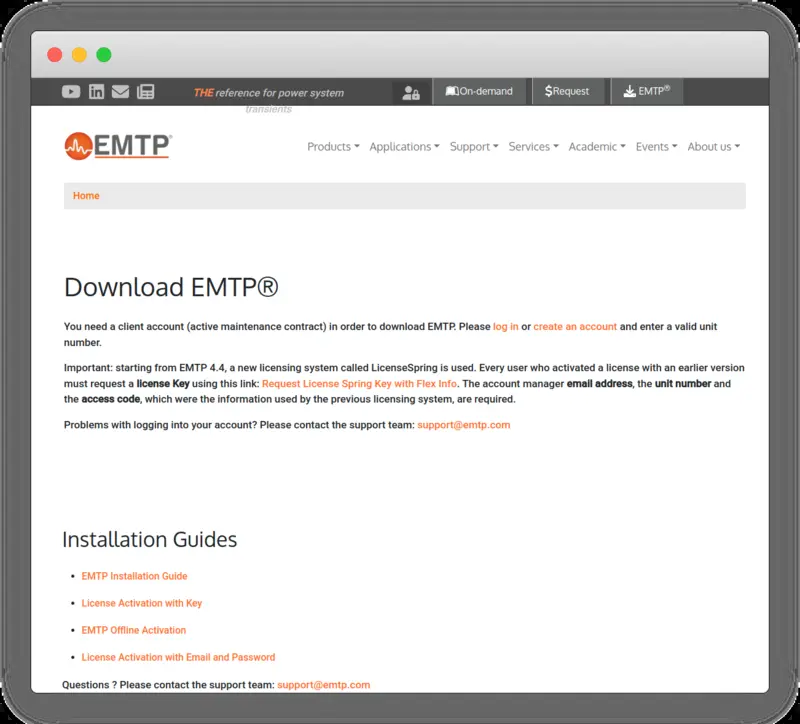 THE reference for power system
transients
On-demand
$Request
EMTP®
EMTP®
Products
Applications
Support
Services
Academic
Events
About us
Home
Download EMTP®
You need a client account (active maintenance contract) in order to download EMTP. Please log in or create an account and enter a valid unit
number.
Important: starting from EMTP 4.4, a new licensing system called LicenseSpring is used. Every user who activated a license with an earlier version
must request a license Key using this link: Request License Spring Key with Flex Info. The account manager email address, the unit number and
the access code, which were the information used by the previous licensing system, are required.
Problems with logging into your account? Please contact the support team: support@emtp.com
Installation Guides
• EMTP Installation Guide
• License Activation with Key
• EMTP Offline Activation
• License Activation with Email and Password
Questions ? Please contact the support team: support@emtp.com